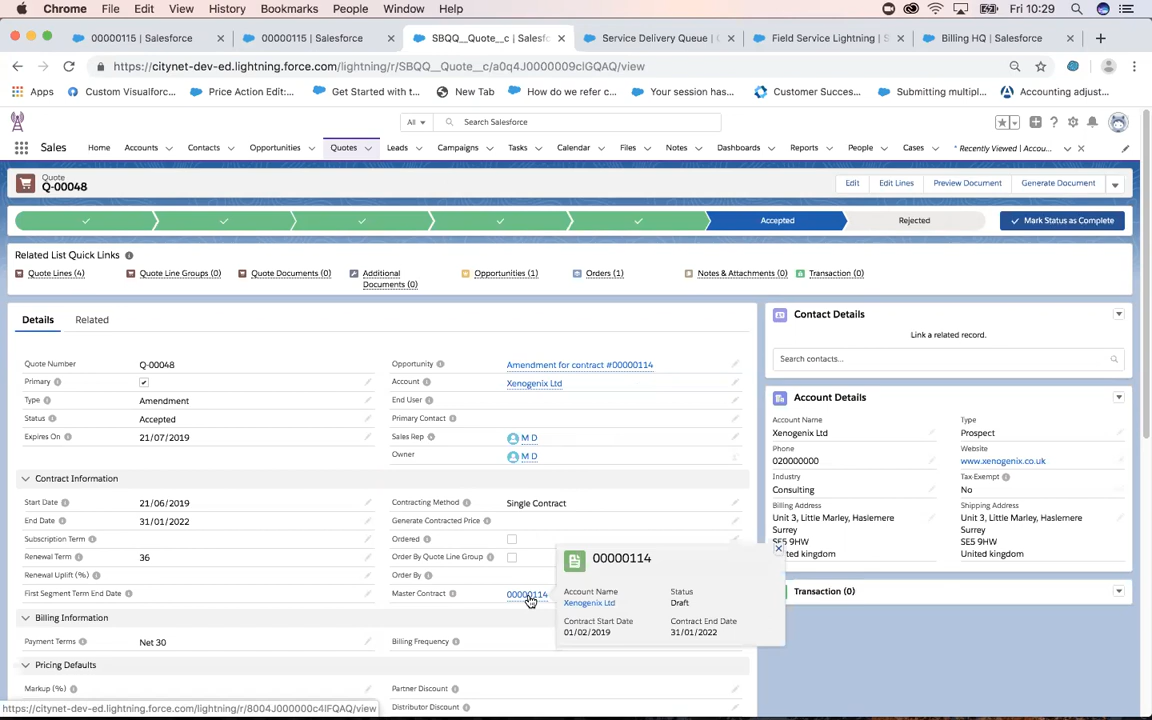 Chrome File Edit View History Bookmarks People Window Help Fri 10:29
00000115 | Salesforce 00000115 | Salesforce SBQQ__Quote__c | Salesf Service Delivery Queue | Field Service Lightning | S Billing HQ | Salesforce
https://citynet-dev-ed.lightning.force.com/lightning/r/SBQQ__Quote__c/a0q4J0000009clGQAQ/view
Apps Custom Visualforc... Price Action Edit:... Get Started with t... New Tab How do we refer c... Your session has... Customer Succes... Submitting multipl... Accounting adjust...
All Search Salesforce
Sales Home Accounts Contacts Opportunities Quotes Leads Campaigns Tasks Calendar Files Notes Dashboards Reports People Cases * Recently Viewed | Accou...
Quote
Q-00048
Edit Edit Lines Preview Document Generate Document
Accepted Rejected Mark Status as Complete
Related List Quick Links
Quote Lines (4) Quote Line Groups (0) Quote Documents (0) Additional Documents (0) Opportunities (1) Orders (1) Notes & Attachments (0) Transaction (0)
Details Related
Quote Number Q-00048
Primary
Type Amendment
Status Accepted
Expires On 21/07/2019
Opportunity Amendment for contract #00000114
Account Xenogenix Ltd
End User
Primary Contact
Sales Rep M D
Owner M D
Contract Information
Start Date 21/06/2019
End Date 31/01/2022
Subscription Term
Renewal Term 36
Renewal Uplift (%)
First Segment Term End Date
Contracting Method Single Contract
Generate Contracted Price
Ordered
Order By Quote Line Group
Order By
Master Contract 00000114
00000114
Account Name Status
Xenogenix Ltd Draft
Contract Start Date Contract End Date
01/02/2019 31/01/2022
Billing Information
Payment Terms Net 30
Billing Frequency
Pricing Defaults
Markup (%)
Partner Discount
Distributor Discount
Contact Details
Link a related record.
Search contacts...
Account Details
Account Name
Xenogenix Ltd
Phone
020000000
Industry
Consulting
Billing Address
Unit 3, Little Marley, Haslemere
Surrey
SE5 9HW
United kingdom
Type
Prospect
Website
www.xenogenix.co.uk
Tax Exempt
No
Shipping Address
Unit 3, Little Marley, Haslemere
Surrey
SE5 9HW
United kingdom
Transaction (0)
https://citynet-dev-ed.lightning.force.com/lightning/r/8004J000000c4lFQAQ/view